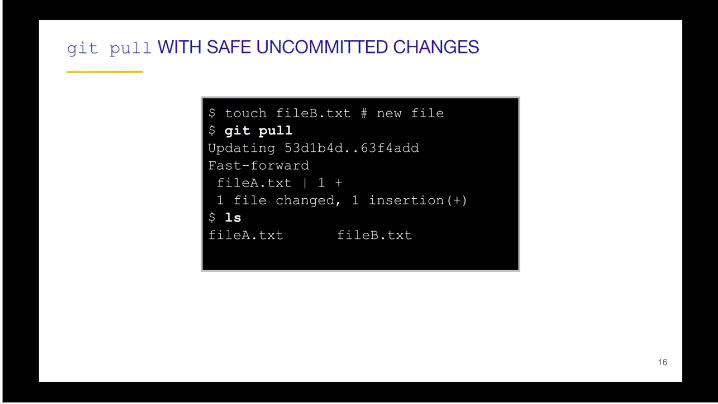 git pull WITH SAFE UNCOMMITTED CHANGES
$ touch fileB.txt # new file
$ git pull
Updating 53d1b4d..63f4add
Fast-forward
 fileA.txt | 1 +
 1 file changed, 1 insertion(+)
$ ls
fileA.txt      fileB.txt
16